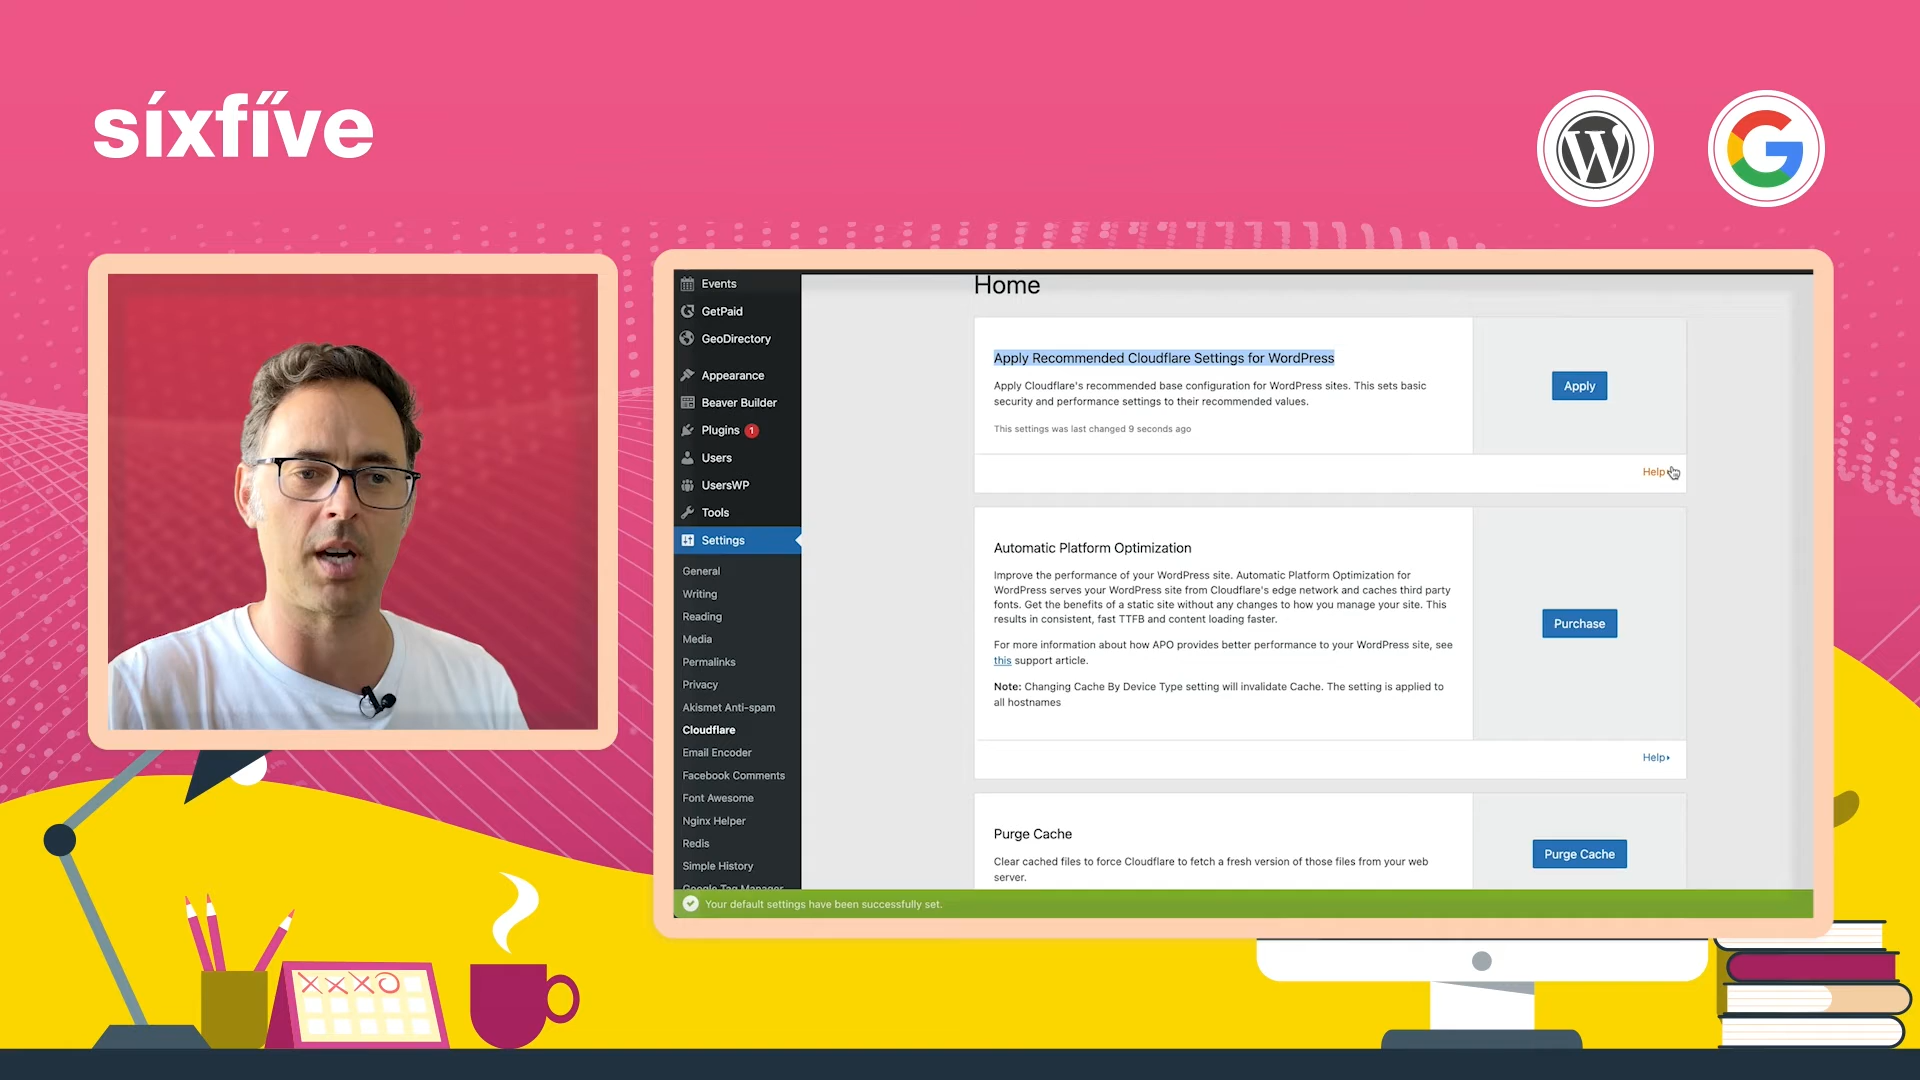 síxfíve
Events
GetPaid
GeoDirectory
Appearance
Beaver Builder
Plugins 1
Users
UsersWP
Tools
Settings
General
Writing
Reading
Media
Permalinks
Privacy
Akismet Anti-spam
Cloudflare
Email Encoder
Facebook Comments
Font Awesome
Nginx Helper
Redis
Simple History
Google Tag Manager
Home
Apply Recommended Cloudflare Settings for WordPress
Apply Cloudflare's recommended base configuration for WordPress sites. This sets basic
security and performance settings to their recommended values.
This settings was last changed 9 seconds ago
Apply
Help
Automatic Platform Optimization
Improve the performance of your WordPress site. Automatic Platform Optimization for
WordPress serves your WordPress site from Cloudflare's edge network and caches third party
fonts. Get the benefits of a static site without any changes to how you manage your site. This
results in consistent, fast TTFB and content loading faster.
For more information about how APO provides better performance to your WordPress site, see
this support article.
Note: Changing Cache By Device Type setting will invalidate Cache. The setting is applied to
all hostnames
Purchase
Help
Purge Cache
Clear cached files to force Cloudflare to fetch a fresh version of those files from your web
server.
Purge Cache
Your default settings have been successfully set.